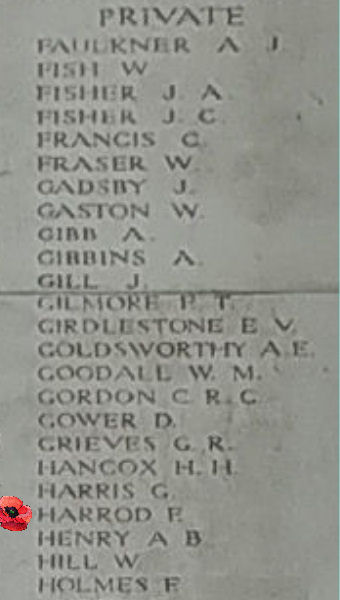 PRIVATE
FAULKNER A. J.
FISH W.
FISHER J. A.
FISHER J. C.
FRANCIS C.
FRASER W.
GADSBY J.
GASTON W.
GIBB A.
GIBBINS A.
GILL J.
GILMORE P. T.
GIRDLESTONE E. V.
GOLDSWORTHY A. E.
GOODALL W. M.
GORDON C. R. G.
GOWER D.
GRIEVES G. R.
HANCOX H. H.
HARRIS G.
HARROD F.
HENRY A. B.
HILL W.
HOLMES F.